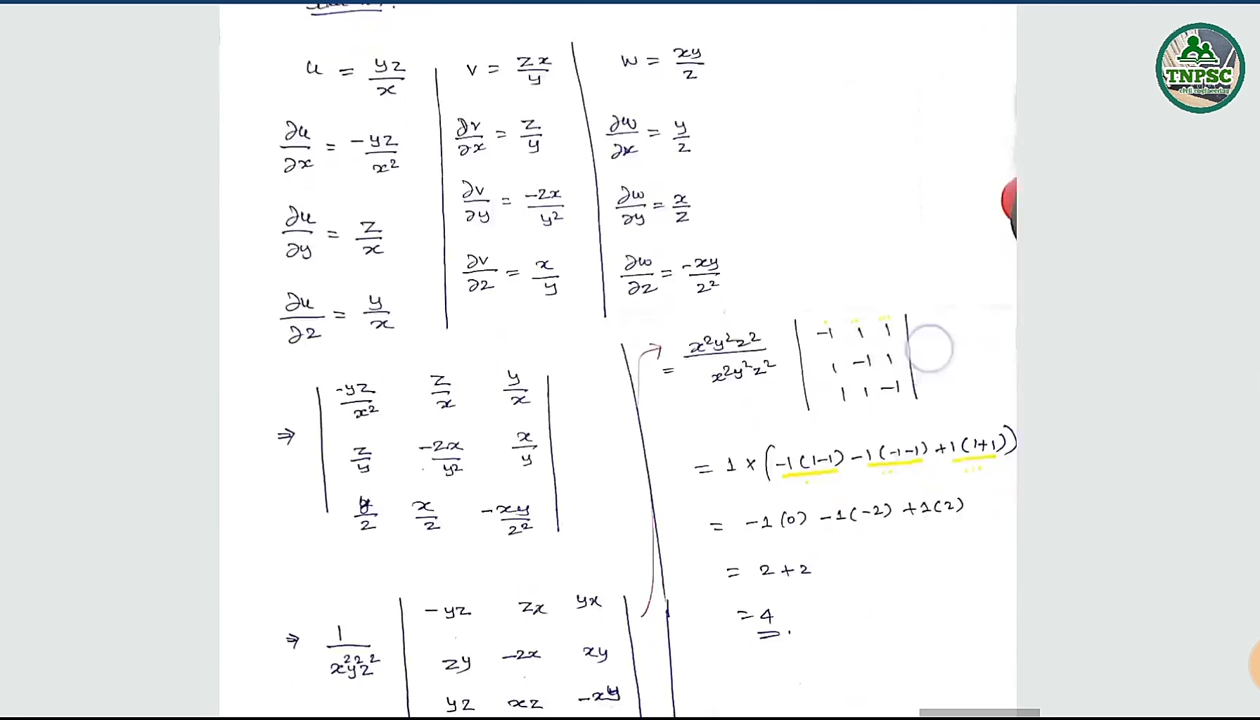 u = yz/x
v = zx/y
w = xy/z
∂u/∂x = -yz/x²
∂v/∂x = z/y
∂w/∂x = y/z
∂u/∂y = z/x
∂v/∂y = -zx/y²
∂w/∂y = x/z
∂u/∂z = y/x
∂v/∂z = x/y
∂w/∂z = -xy/z²
⇒ | -yz/x² z/x y/x |
| z/y -zx/y² x/y |
| y/z x/z -xy/z² |
⇒ 1/x²y²z² | -yz zx yx |
| zy -zx xy |
| yz xz -xy |
= x²y²z²/x²y²z² | -1 1 1 |
| 1 -1 1 |
| 1 1 -1 |
= 1 × (-1(1-1) -1(-1-1) +1(1+1))
= -1(0) -1(-2) +1(2)
= 2+2
= 4.
TNPSC